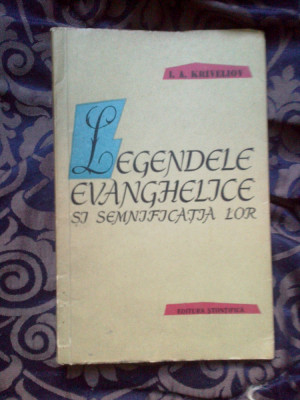 I. A. KRIVELIOV
LEGENDELE
EVANGHELICE
ȘI SEMNIFICAȚIA LOR
EDITURA ȘTIINȚIFICĂ